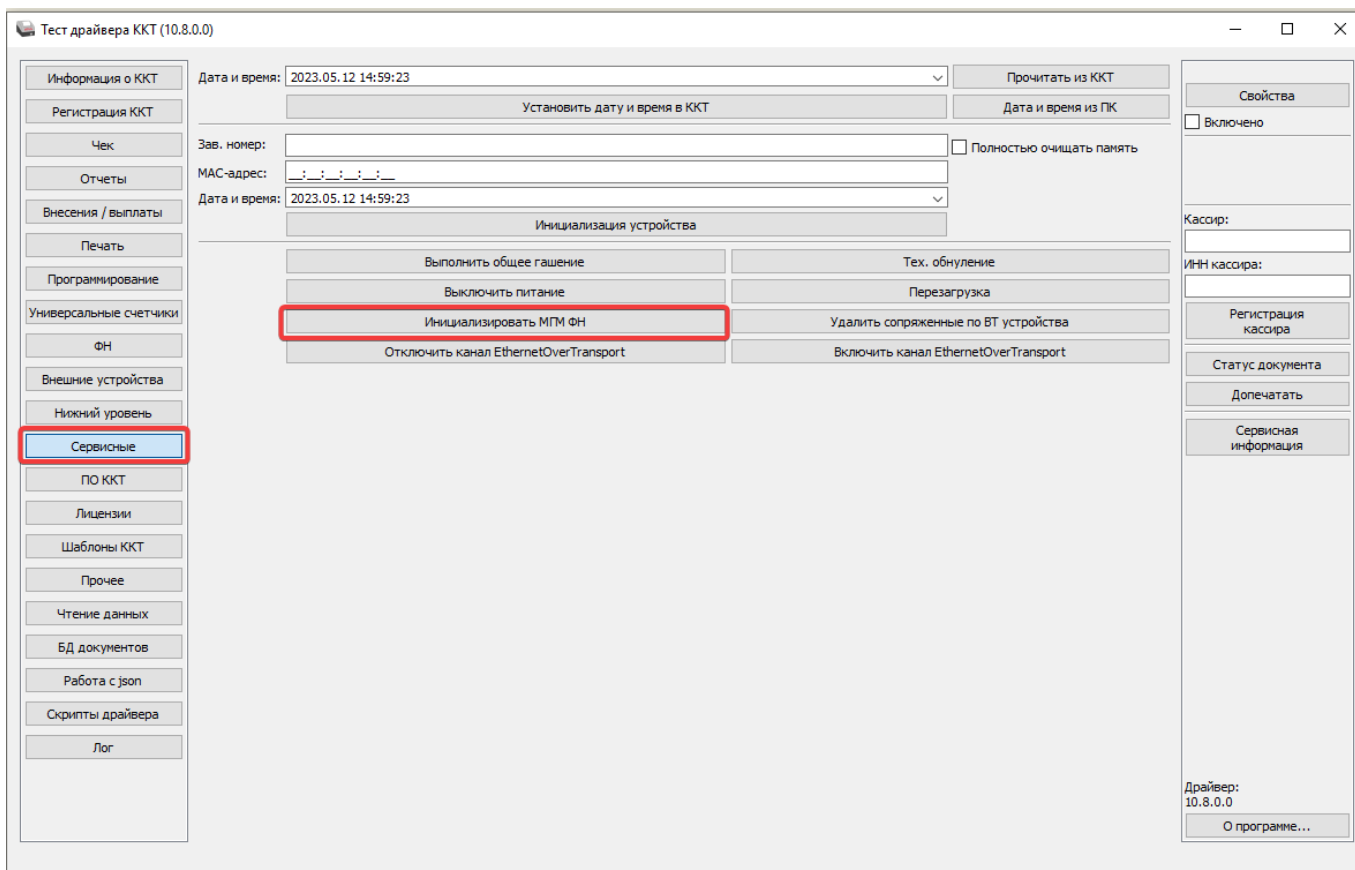 Тест драйвера ККТ (10.8.0.0)
Информация о ККТ
Регистрация ККТ
Чек
Отчеты
Внесения / выплаты
Печать
Программирование
Универсальные счетчики
ФН
Внешние устройства
Нижний уровень
Сервисные
ПО ККТ
Лицензии
Шаблоны ККТ
Прочее
Чтение данных
БД документов
Работа с json
Скрипты драйвера
Лог
Дата и время: 2023.05.12 14:59:23 Прочитать из ККТ
Установить дату и время в ККТ Дата и время из ПК
Зав. номер: Полностью очищать память
MAC-адрес: __:__:__:__:__:__
Дата и время: 2023.05.12 14:59:23
Инициализация устройства
Выполнить общее гашение Тех. обнуление
Выключить питание Перезагрузка
Инициализировать МГМ ФН Удалить сопряженные по BT устройства
Отключить канал EthernetOverTransport Включить канал EthernetOverTransport
Свойства
Включено
Кассир:
ИНН кассира:
Регистрация
кассира
Статус документа
Допечатать
Сервисная
информация
Драйвер:
10.8.0.0
О программе...